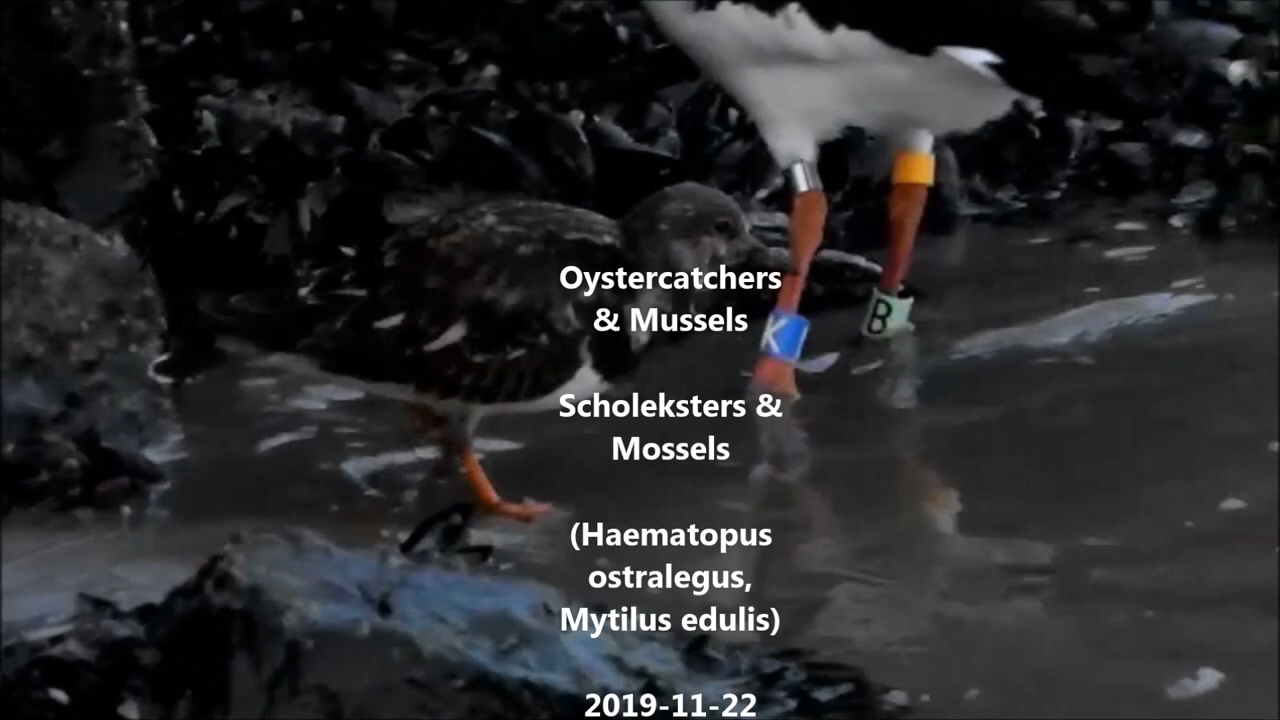 Oystercatchers
& Mussels
Scholeksters &
Mossels
(Haematopus
ostralegus,
Mytilus edulis)
2019-11-22
K
B